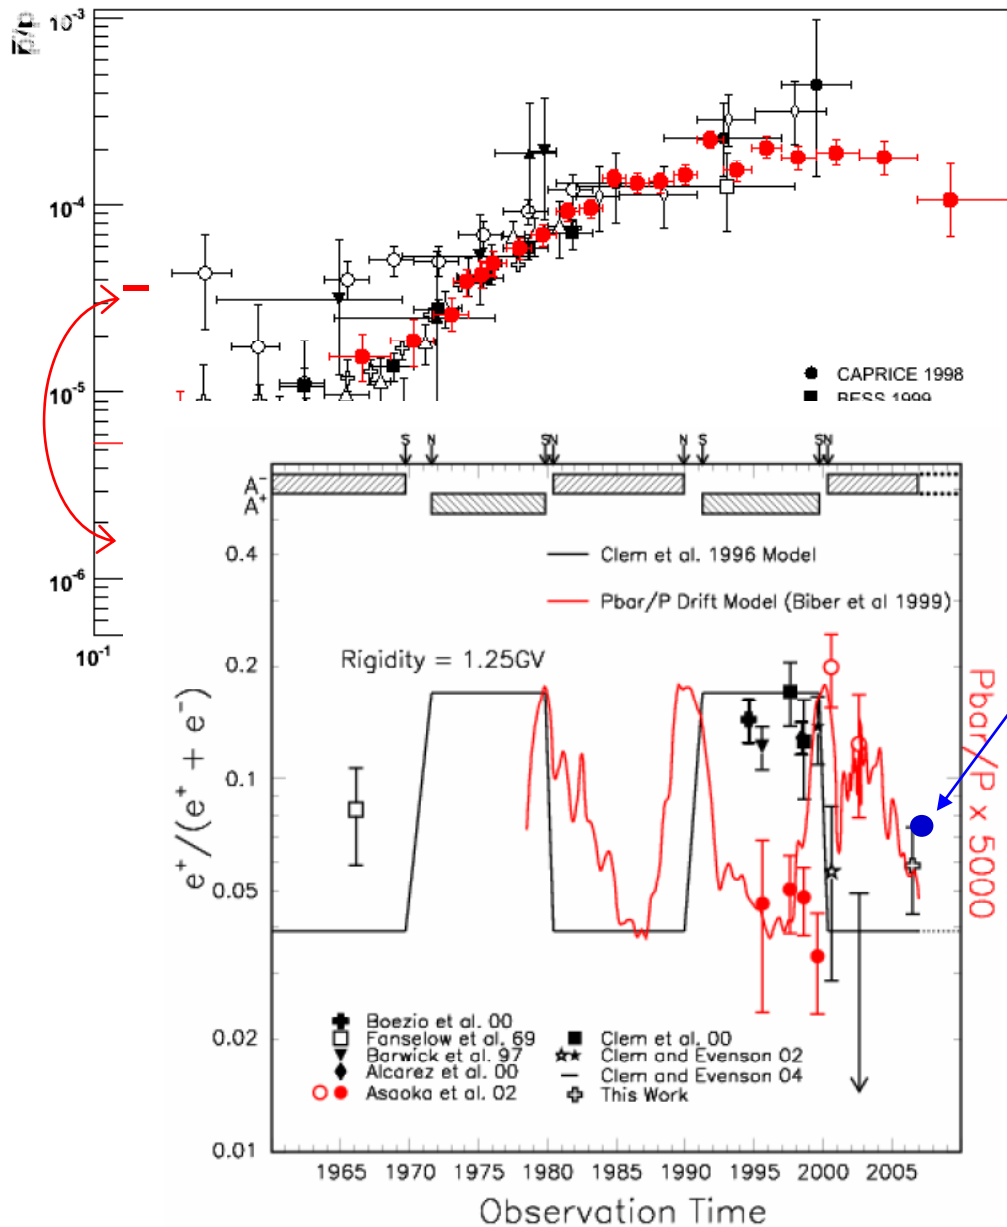 10⁻³
10⁻⁴
10⁻⁵
10⁻⁶
10⁻¹
CAPRICE 1998
BESS 1999
S N S N N S S N
A⁻
A⁺
Clem et al. 1996 Model
Pbar/P Drift Model (Biber et al 1999)
Rigidity = 1.25GV
0.4
0.2
0.1
0.05
0.02
0.01
e⁺/(e⁺ + e⁻)
Pbar/P x 5000
Boezio et al. 00
Fanselow et al. 69
Barwick et al. 97
Alcarez et al. 00
Asaoka et al. 02
Clem et al. 00
Clem and Evenson 02
Clem and Evenson 04
This Work
1965 1970 1975 1980 1985 1990 1995 2000 2005
Observation Time